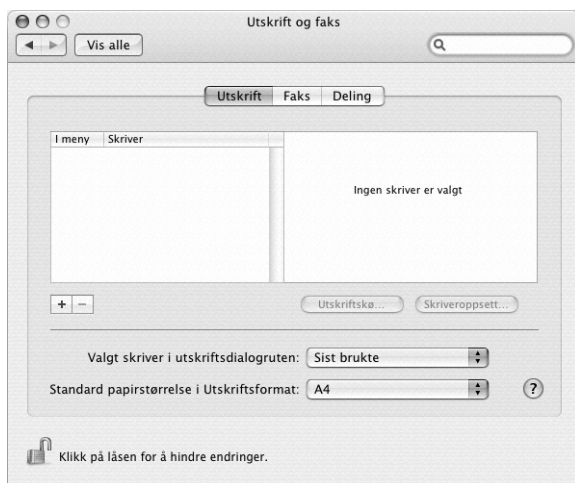 Utskrift og faks
Vis alle
Utskrift Faks Deling
I meny Skriver
Ingen skriver er valgt
+ –
Utskriftskø... Skriveroppsett...
Valgt skriver i utskriftsdialogruten: Sist brukte
Standard papirstørrelse i Utskriftsformat: A4 ?
Klikk på låsen for å hindre endringer.